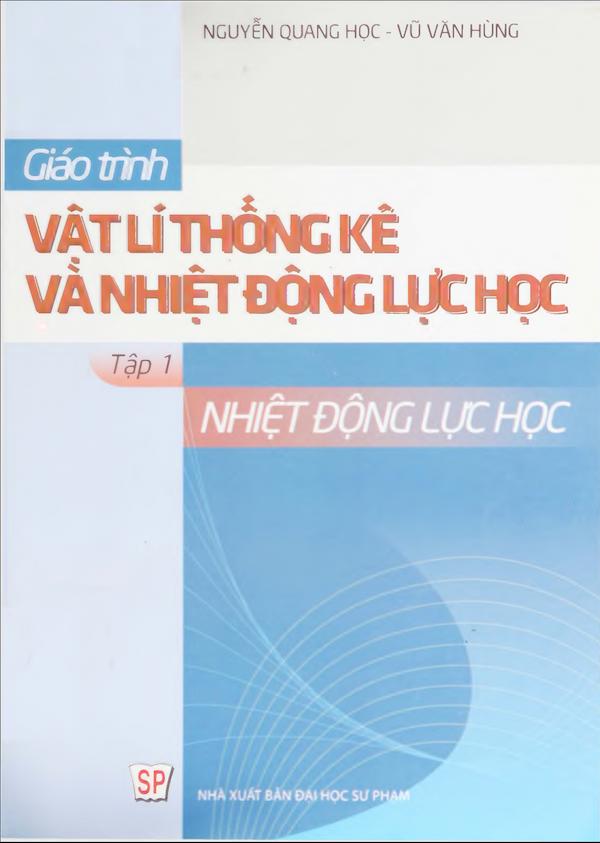 NGUYỄN QUANG HỌC - VŨ VĂN HÙNG
Giáo trình
VẬT LÍ THỐNG KÊ
VÀ NHIỆT ĐỘNG LỰC HỌC
Tập 1
NHIỆT ĐỘNG LỰC HỌC
SP
NHÀ XUẤT BẢN ĐẠI HỌC SƯ PHẠM